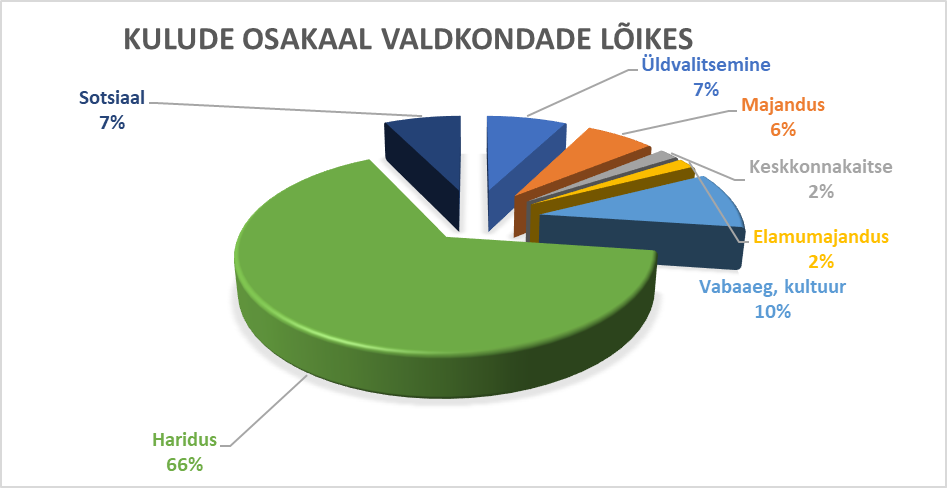 KULUDE OSAKAAL VALDKONDADE LÕIKES
Üldvalitsemine
7%
Majandus
6%
Keskkonnakaitse
2%
Elamumajandus
2%
Vabaaeg, kultuur
10%
Haridus
66%
Sotsiaal
7%